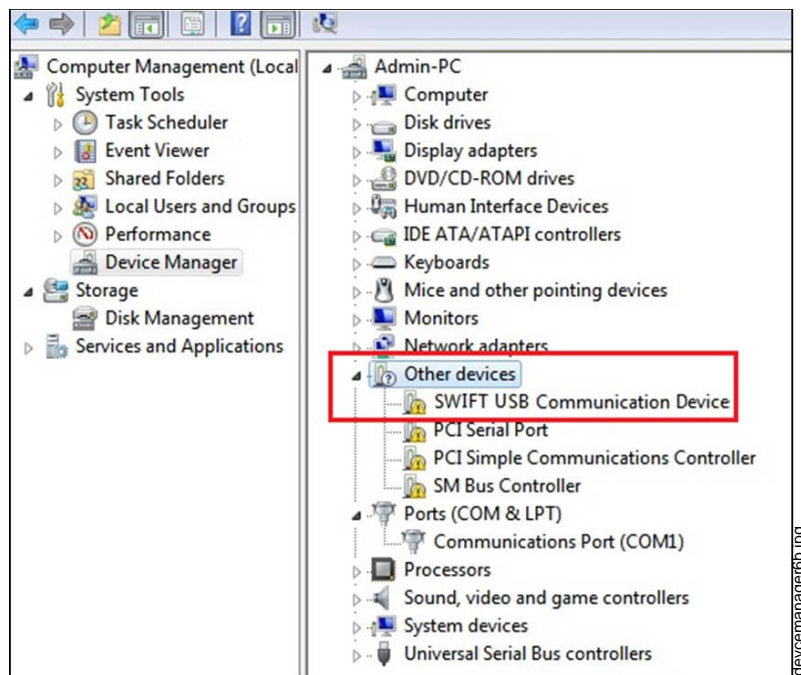 Computer Management (Local
System Tools
Task Scheduler
Event Viewer
Shared Folders
Local Users and Groups
Performance
Device Manager
Storage
Disk Management
Services and Applications
Admin-PC
Computer
Disk drives
Display adapters
DVD/CD-ROM drives
Human Interface Devices
IDE ATA/ATAPI controllers
Keyboards
Mice and other pointing devices
Monitors
Network adapters
Other devices
SWIFT USB Communication Device
PCI Serial Port
PCI Simple Communications Controller
SM Bus Controller
Ports (COM & LPT)
Communications Port (COM1)
Processors
Sound, video and game controllers
System devices
Universal Serial Bus controllers
devcemanager6b.jpg